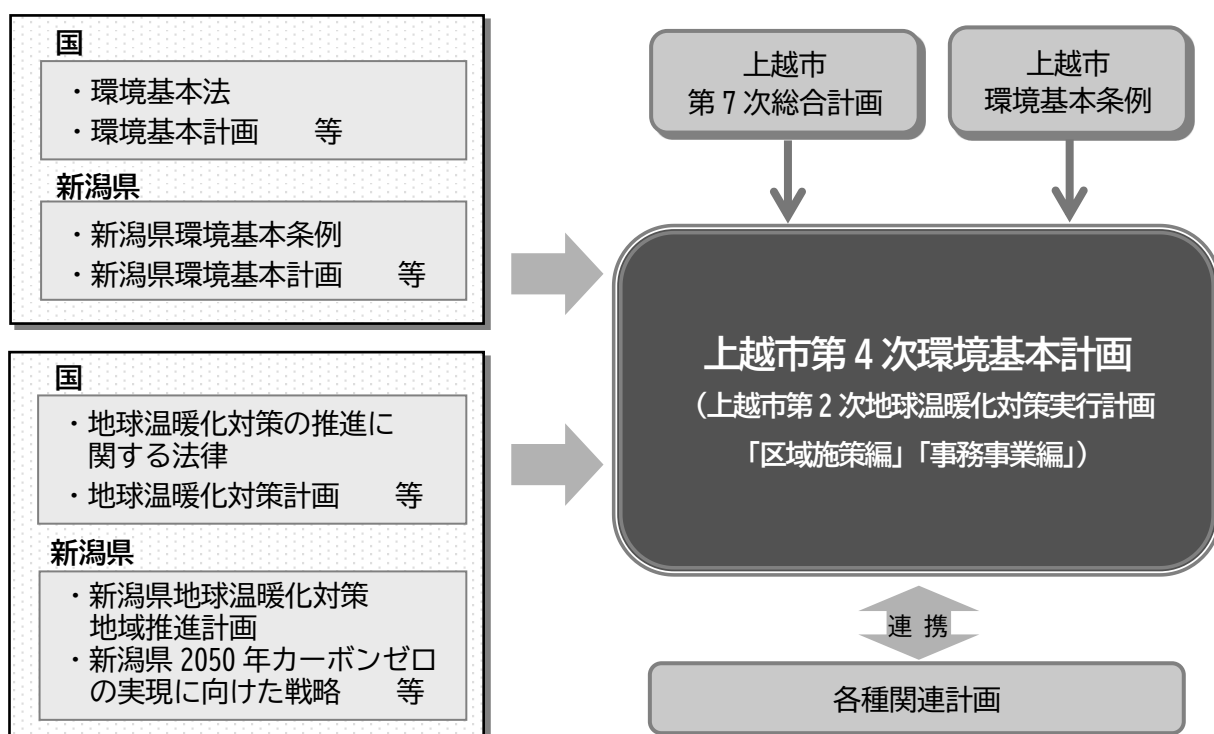 国
・環境基本法
・環境基本計画　等
新潟県
・新潟県環境基本条例
・新潟県環境基本計画　等
国
・地球温暖化対策の推進に
関する法律
・地球温暖化対策計画　等
新潟県
・新潟県地球温暖化対策
地域推進計画
・新潟県 2050 年カーボンゼロ
の実現に向けた戦略　等
上越市
第7次総合計画
上越市
環境基本条例
上越市第4次環境基本計画
（上越市第2次地球温暖化対策実行計画
「区域施策編」「事務事業編」）
連 携
各種関連計画